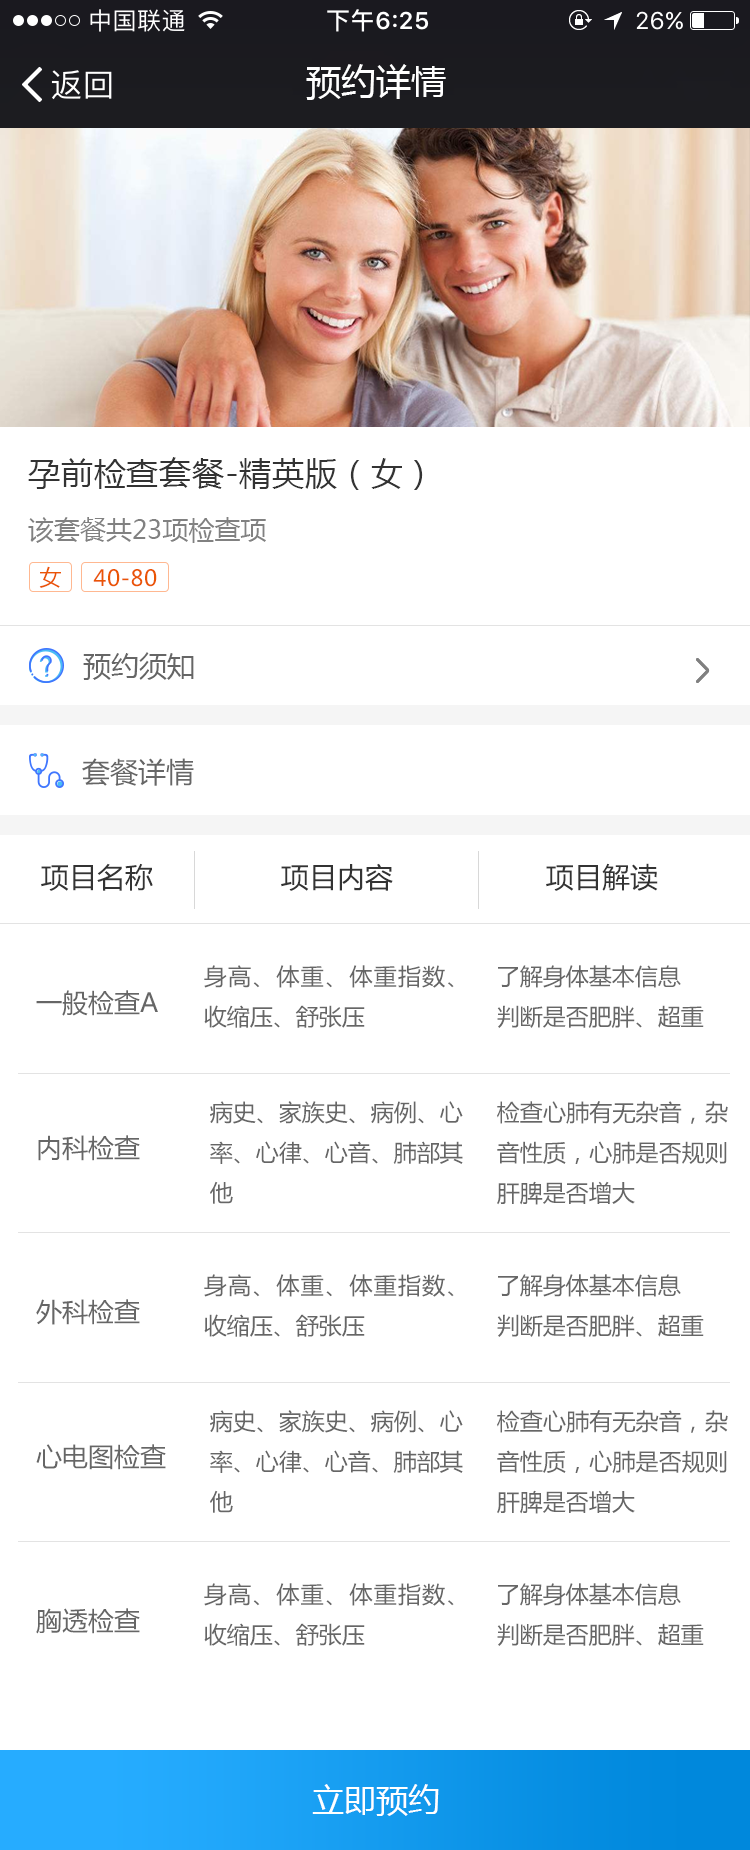 中国联通 下午6:25 26%
返回 预约详情
孕前检查套餐-精英版（女）
该套餐共23项检查项
女 40-80
预约须知
套餐详情
项目名称 项目内容 项目解读
一般检查A
身高、体重、体重指数、
收缩压、舒张压
了解身体基本信息
判断是否肥胖、超重
内科检查
病史、家族史、病例、心
率、心律、心音、肺部其
他
检查心肺有无杂音，杂
音性质，心肺是否规则
肝脾是否增大
外科检查
身高、体重、体重指数、
收缩压、舒张压
了解身体基本信息
判断是否肥胖、超重
心电图检查
病史、家族史、病例、心
率、心律、心音、肺部其
他
检查心肺有无杂音，杂
音性质，心肺是否规则
肝脾是否增大
胸透检查
身高、体重、体重指数、
收缩压、舒张压
了解身体基本信息
判断是否肥胖、超重
立即预约